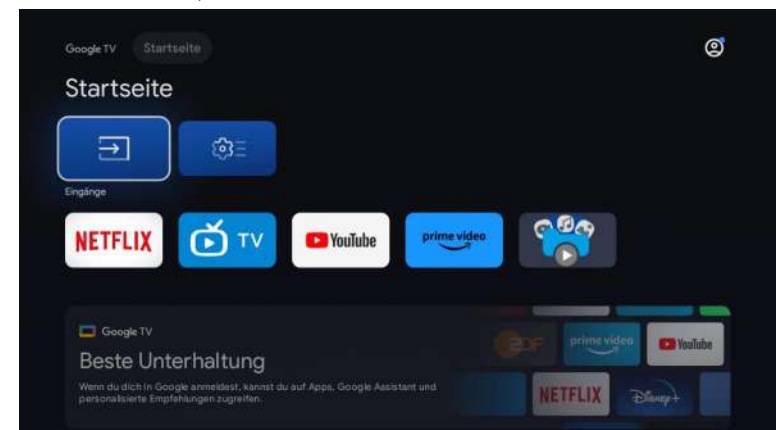 Google TV Startseite
Startseite
Eingänge
NETFLIX TV YouTube prime video
Google TV
Beste Unterhaltung
Wenn du dich in Google anmeldest, kannst du auf Apps, Google Assistant und
personalisierte Empfehlungen zugreifen.
ZDF prime video YouTube
NETFLIX Disney+